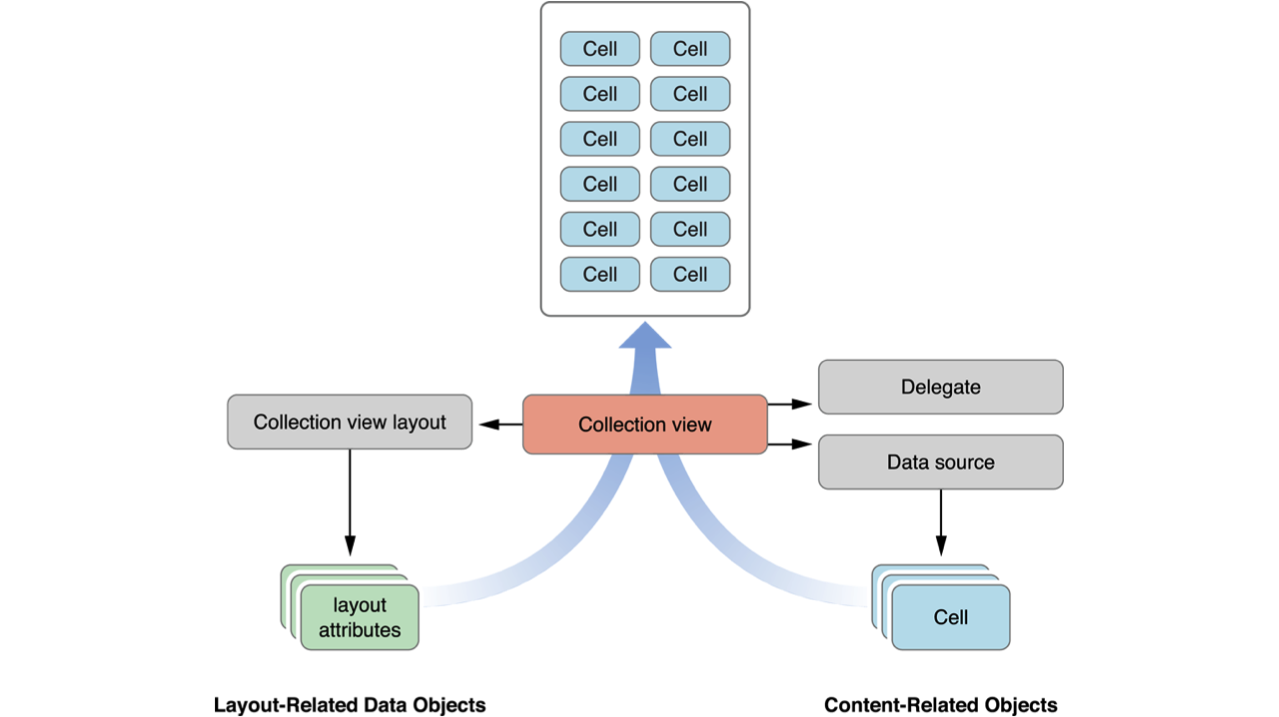 Cell Cell
Cell Cell
Cell Cell
Cell Cell
Cell Cell
Cell Cell
Delegate
Collection view layout
Collection view
Data source
layout
attributes
Cell
Layout-Related Data Objects
Content-Related Objects